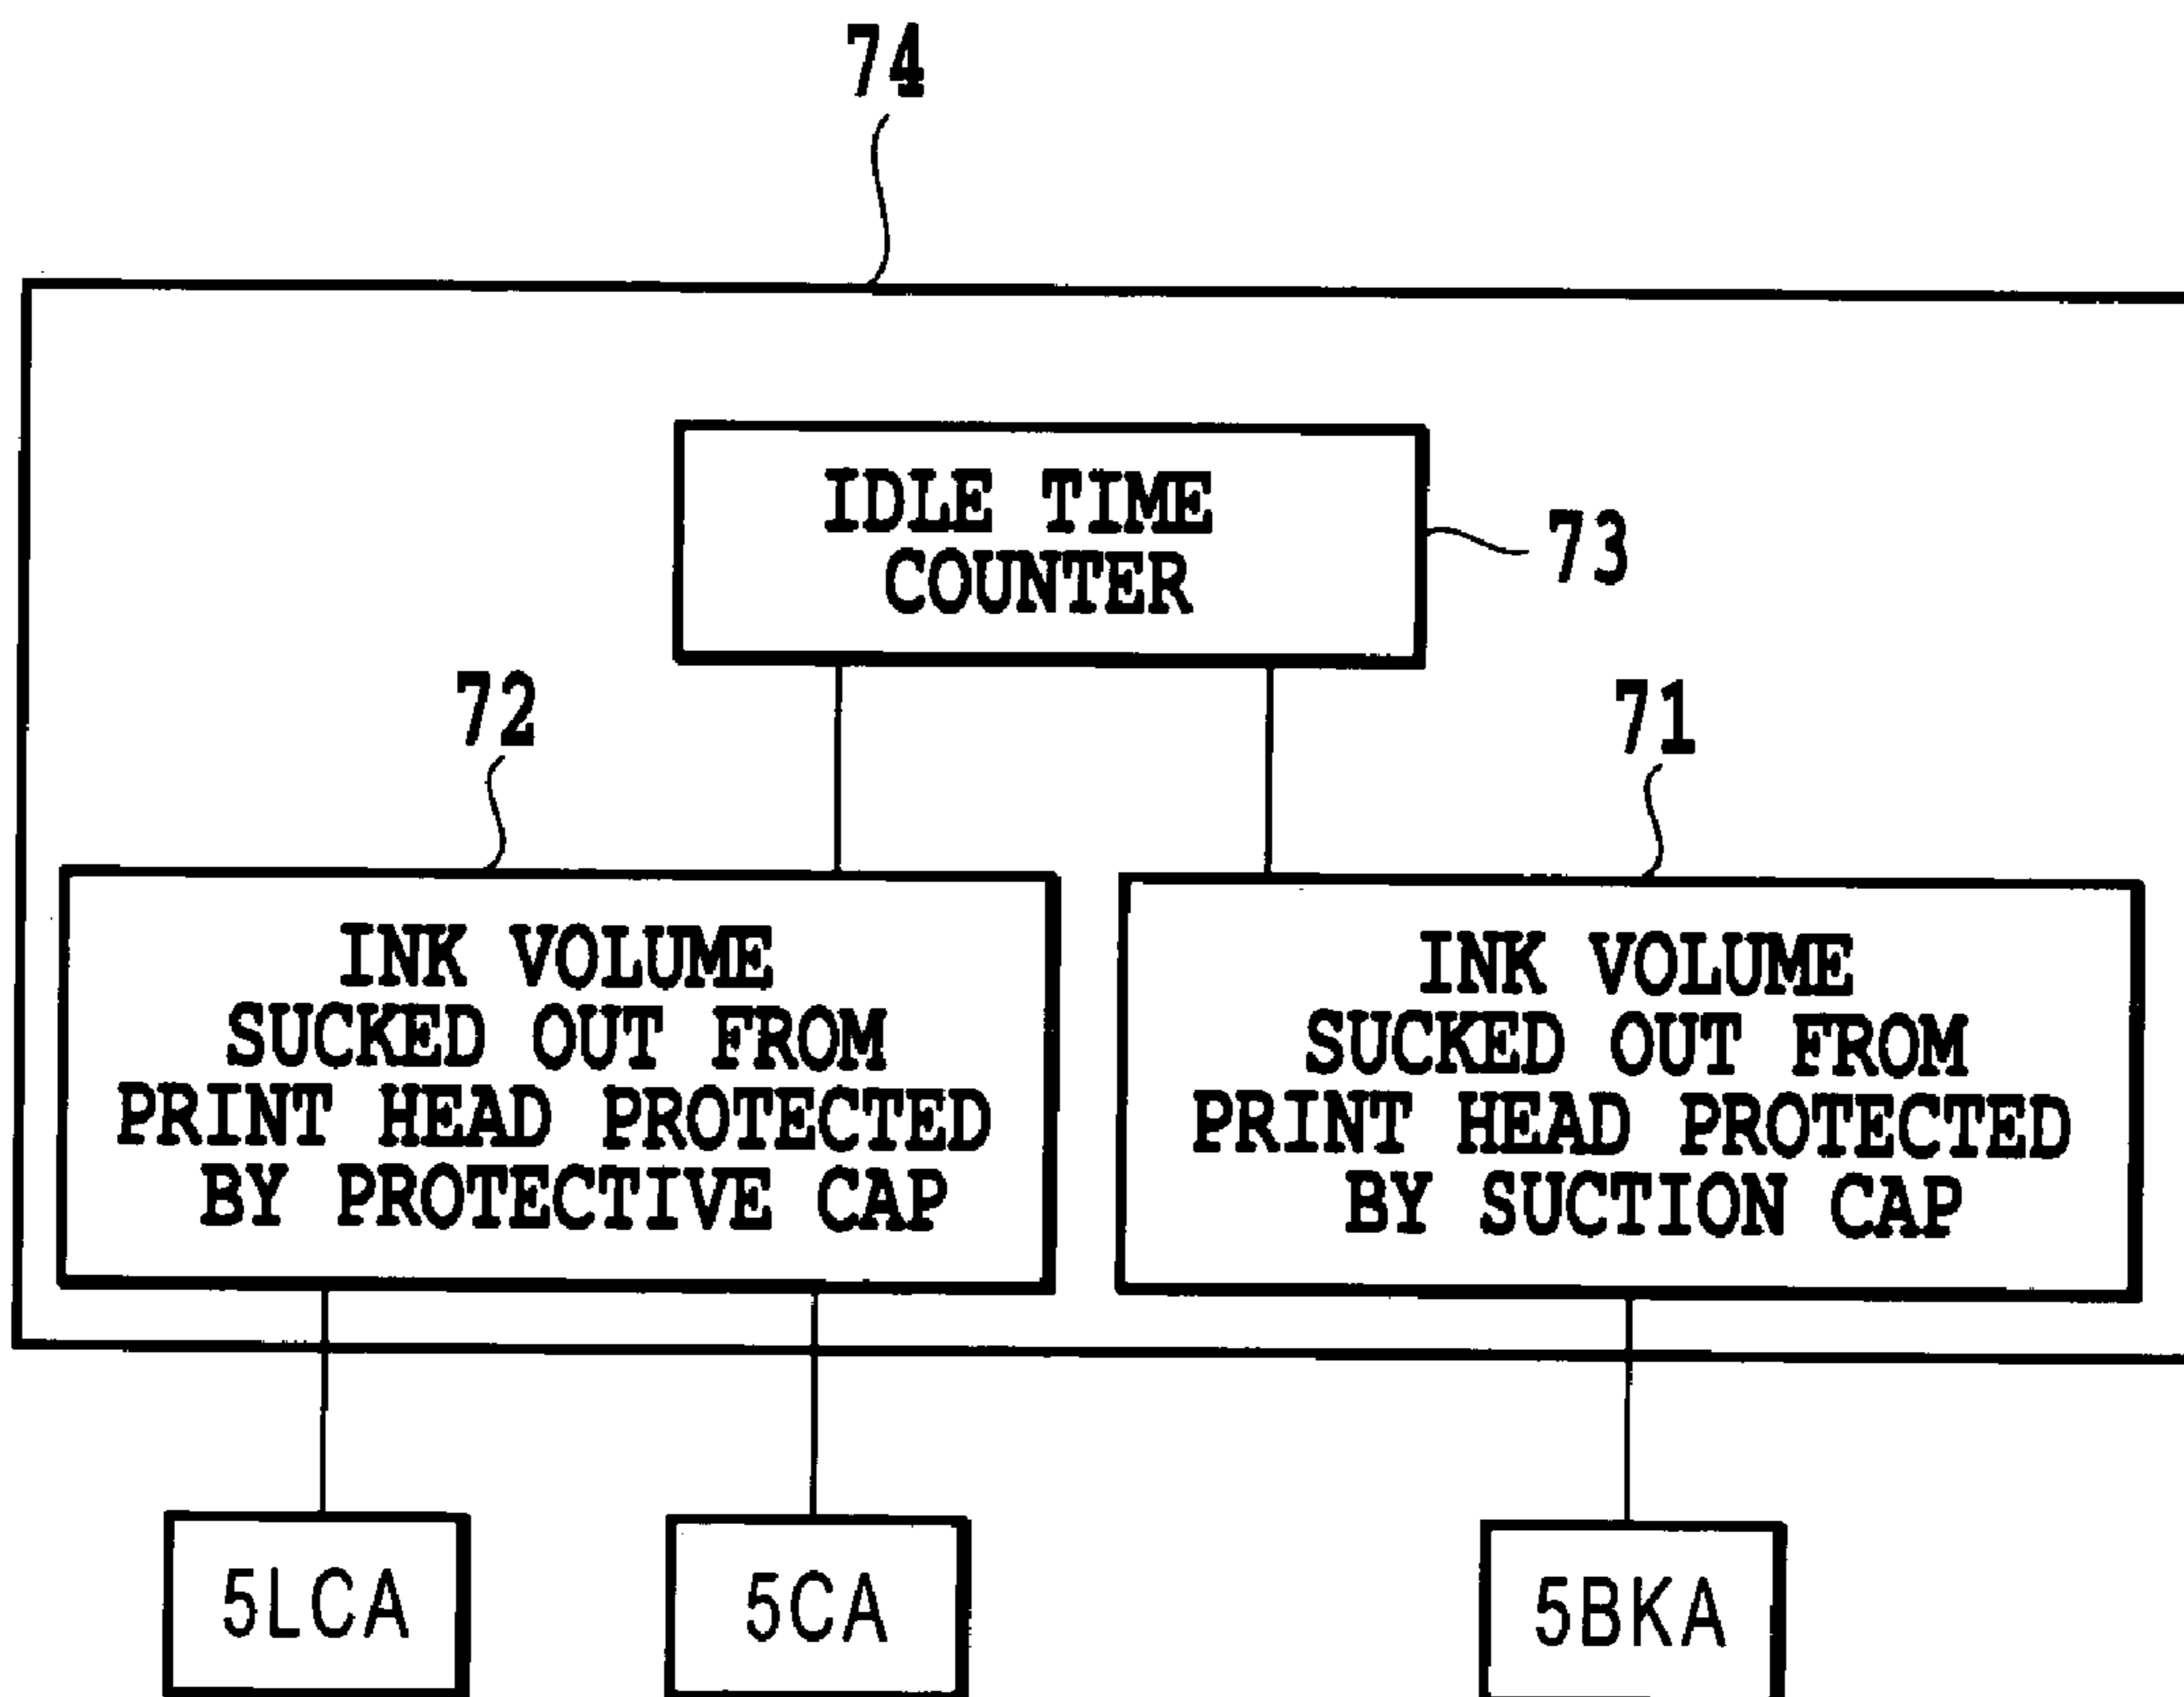 74
IDLE TIME
COUNTER
73
72
71
INK VOLUME
SUCKED OUT FROM
PRINT HEAD PROTECTED
BY PROTECTIVE CAP
INK VOLUME
SUCKED OUT FROM
PRINT HEAD PROTECTED
BY SUCTION CAP
5LCA
5CA
5BKA